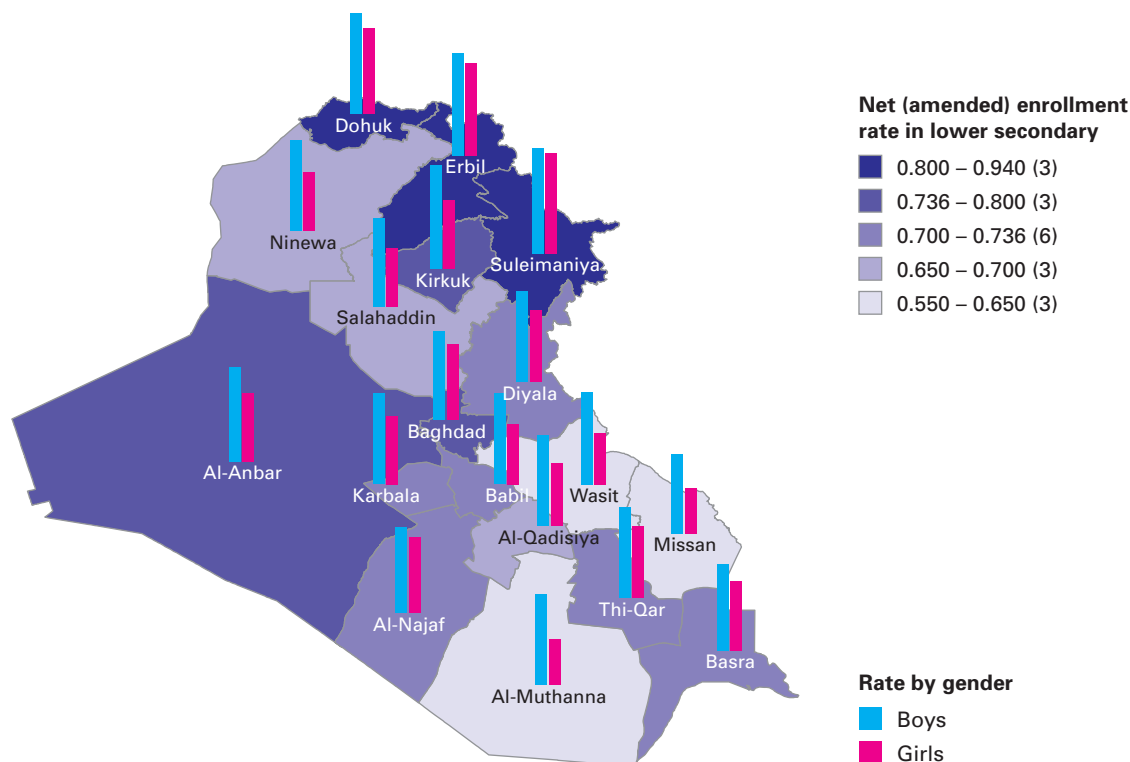 Dohuk
Erbil
Ninewa
Kirkuk
Suleimaniya
Salahaddin
Diyala
Baghdad
Al-Anbar
Karbala
Babil
Wasit
Al-Qadisiya
Missan
Al-Najaf
Thi-Qar
Basra
Al-Muthanna
Net (amended) enrollment
rate in lower secondary
0.800 – 0.940 (3)
0.736 – 0.800 (3)
0.700 – 0.736 (6)
0.650 – 0.700 (3)
0.550 – 0.650 (3)
Rate by gender
Boys
Girls